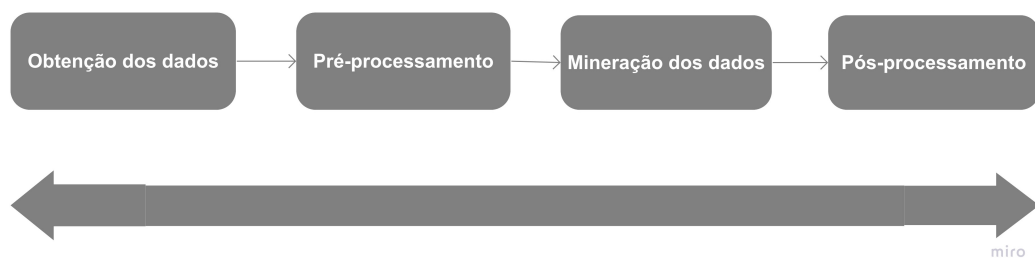 Obtenção dos dados
Pré-processamento
Mineração dos dados
Pós-processamento
miro